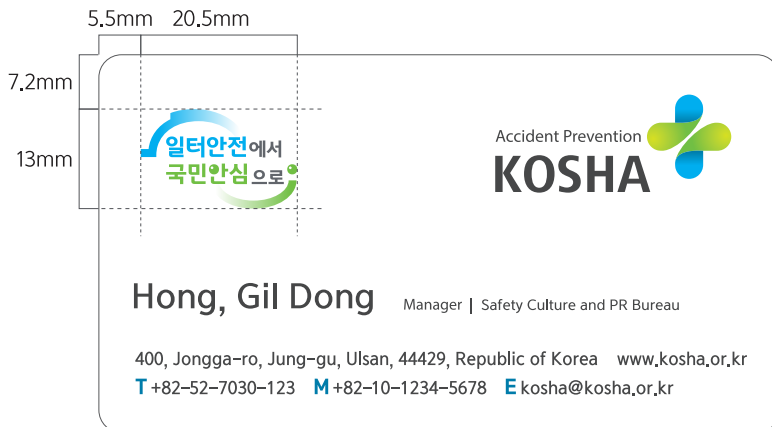 5.5mm 20.5mm
7.2mm
13mm
일터안전에서
국민안심으로
Accident Prevention
KOSHA
Hong, Gil Dong Manager | Safety Culture and PR Bureau
400, Jongga-ro, Jung-gu, Ulsan, 44429, Republic of Korea www.kosha.or.kr
T +82-52-7030-123 M +82-10-1234-5678 E kosha@kosha.or.kr